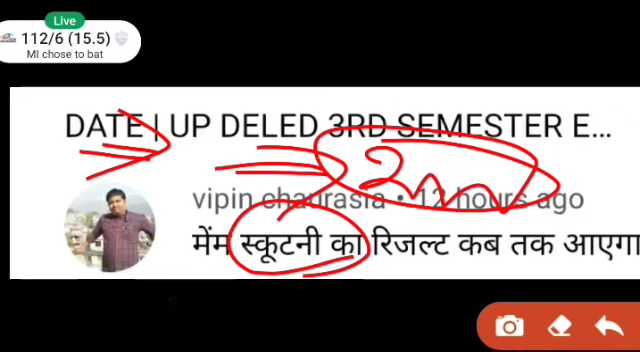 Live
112/6 (15.5)
MI chose to bat
DATE | UP DELED 3RD SEMESTER E...
2nd
vipin chaurasia • 12 hours ago
मेंम स्कूटनी का रिजल्ट कब तक आएगा